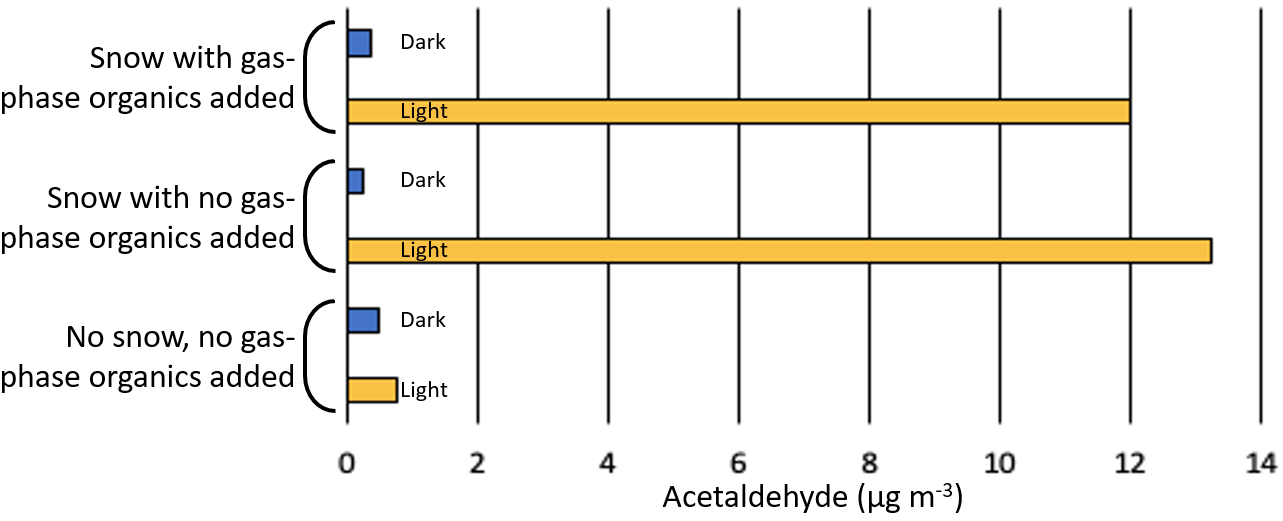 Snow with gas-
phase organics added
Dark
Light
Snow with no gas-
phase organics added
Dark
Light
No snow, no gas-
phase organics added
Dark
Light
0 2 4 6 8 10 12 14
Acetaldehyde (µg m⁻³)